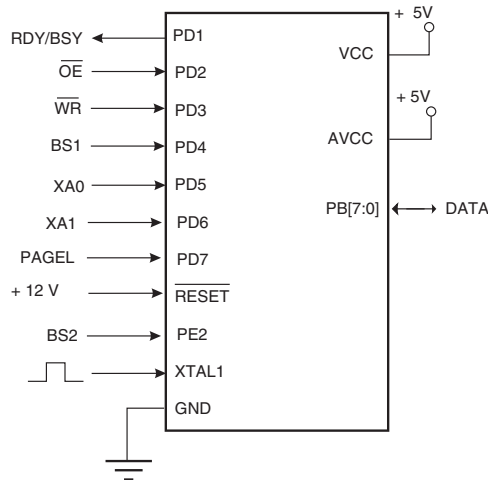 + 5V
RDY/BSY PD1
VCC
OE PD2
+ 5V
WR PD3
BS1 PD4
AVCC
XA0 PD5
PB[7:0] DATA
XA1 PD6
PAGEL PD7
+ 12 V RESET
BS2 PE2
XTAL1
GND